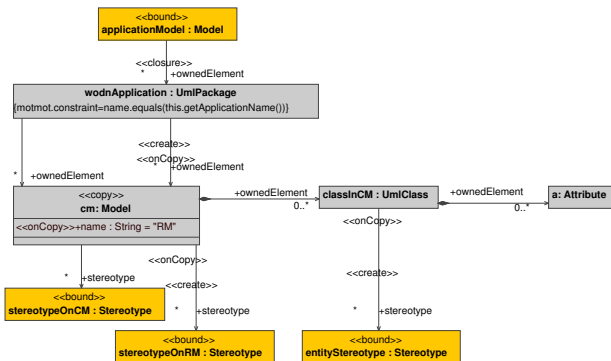 <<bound>>
applicationModel : Model
<<closure>>
* +ownedElement
wodnApplication : UmlPackage
{motmot.constraint=name.equals(this.getApplicationName())}
<<create>>
<<onCopy>>
* +ownedElement
* +ownedElement
<<copy>>
cm: Model
<<onCopy>>+name : String = "RM"
+ownedElement
0..*
classInCM : UmlClass
+ownedElement
0..*
a: Attribute
<<onCopy>>
<<onCopy>>
<<create>>
<<create>>
* +stereotype
<<bound>>
stereotypeOnCM : Stereotype
* +stereotype
* +stereotype
<<bound>>
stereotypeOnRM : Stereotype
<<bound>>
entityStereotype : Stereotype